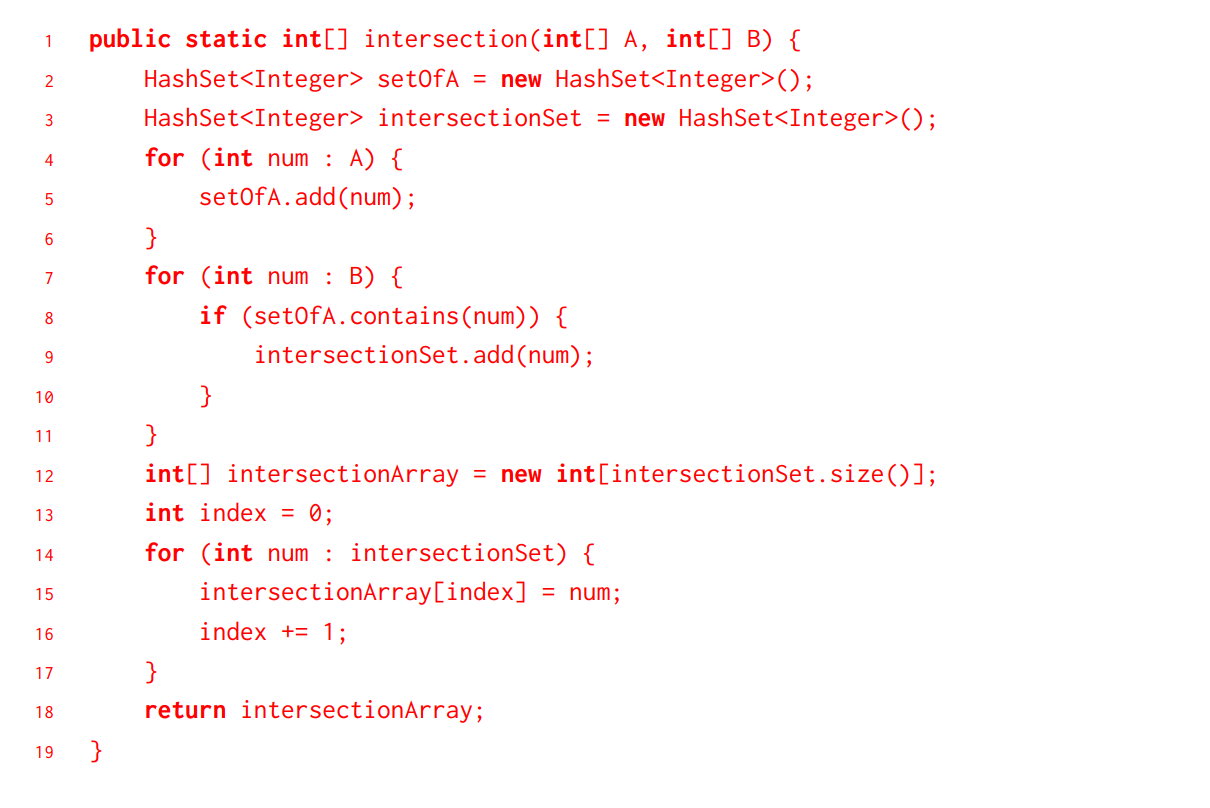 1 public static int[] intersection(int[] A, int[] B) {
2     HashSet<Integer> setOfA = new HashSet<Integer>();
3     HashSet<Integer> intersectionSet = new HashSet<Integer>();
4     for (int num : A) {
5         setOfA.add(num);
6     }
7     for (int num : B) {
8         if (setOfA.contains(num)) {
9             intersectionSet.add(num);
10         }
11     }
12     int[] intersectionArray = new int[intersectionSet.size()];
13     int index = 0;
14     for (int num : intersectionSet) {
15         intersectionArray[index] = num;
16         index += 1;
17     }
18     return intersectionArray;
19 }